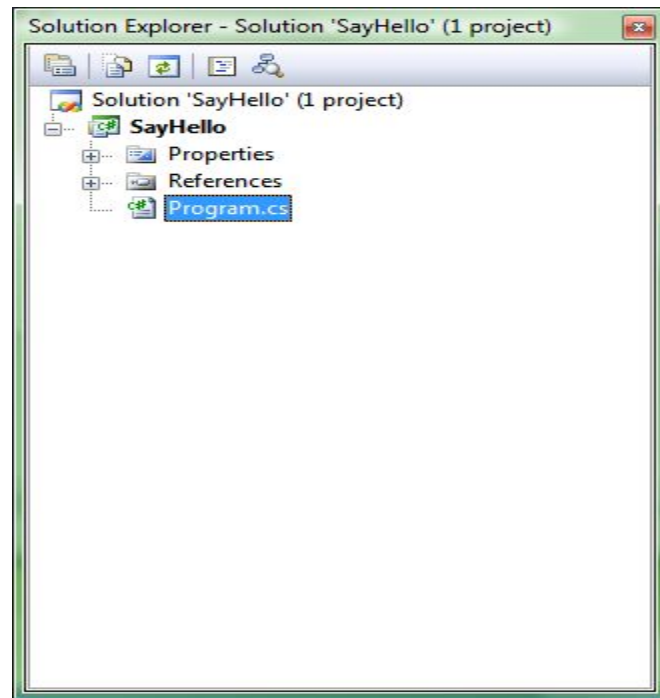 Solution Explorer - Solution 'SayHello' (1 project)
Solution 'SayHello' (1 project)
SayHello
Properties
References
Program.cs